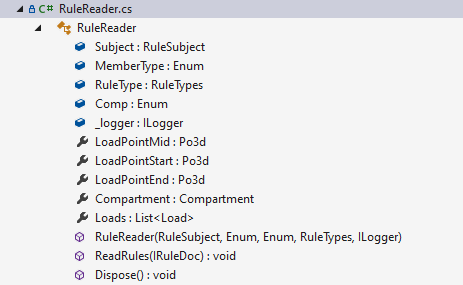 C# RuleReader.cs
RuleReader
Subject : RuleSubject
MemberType : Enum
RuleType : RuleTypes
Comp : Enum
_logger : ILogger
LoadPointMid : Po3d
LoadPointStart : Po3d
LoadPointEnd : Po3d
Compartment : Compartment
Loads : List<Load>
RuleReader(RuleSubject, Enum, Enum, RuleTypes, ILogger)
ReadRules(IRuleDoc) : void
Dispose() : void